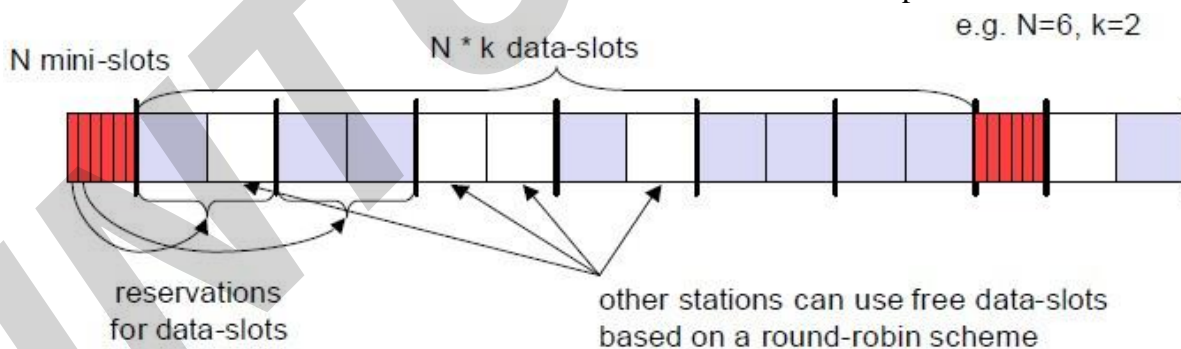 e.g. N=6, k=2
N mini-slots
N * k data-slots
reservations
for data-slots
other stations can use free data-slots
based on a round-robin scheme